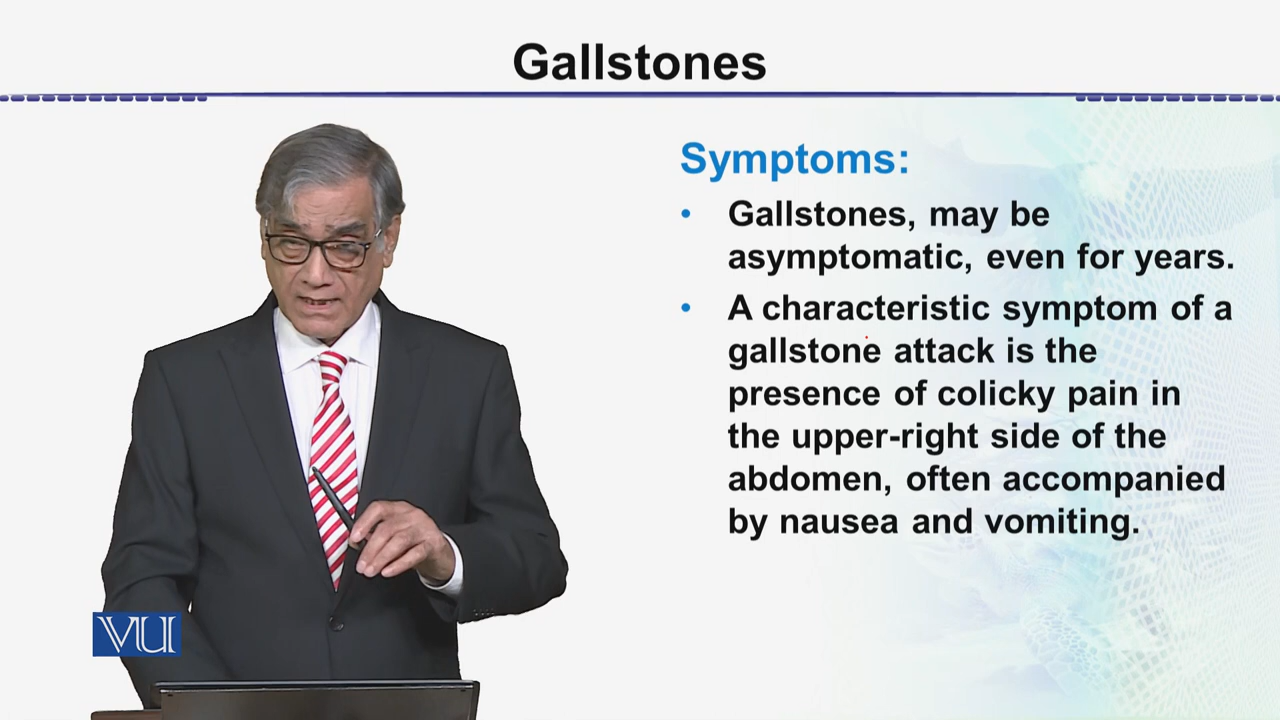 Gallstones
Symptoms:
• Gallstones, may be
asymptomatic, even for years.
• A characteristic symptom of a
gallstone attack is the
presence of colicky pain in
the upper-right side of the
abdomen, often accompanied
by nausea and vomiting.
VU